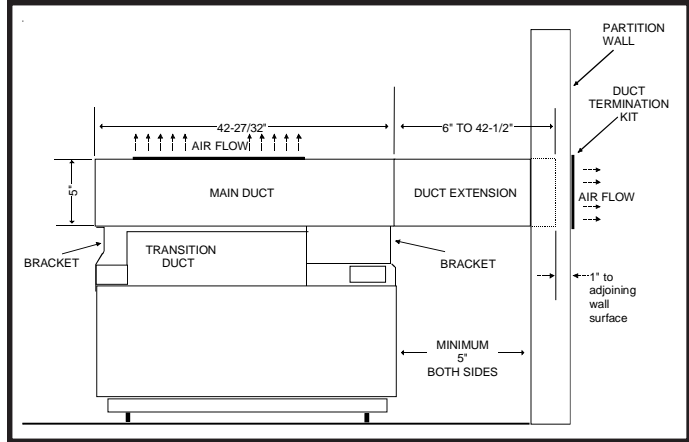 PARTITION
WALL
DUCT
TERMINATION
KIT
42-27/32"
6" TO 42-1/2"
AIR FLOW
5"
MAIN DUCT
DUCT EXTENSION
AIR FLOW
BRACKET
TRANSITION
DUCT
BRACKET
1" to
adjoining
wall
surface
MINIMUM
5"
BOTH SIDES